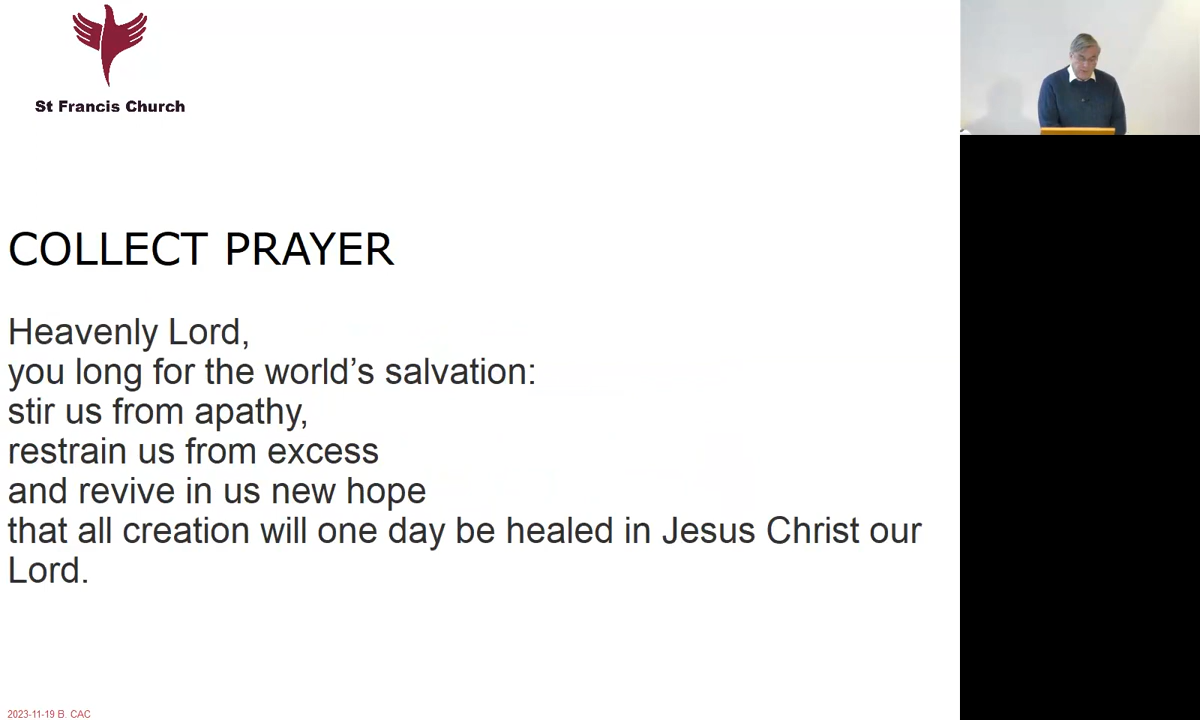 St Francis Church
COLLECT PRAYER
Heavenly Lord,
you long for the world’s salvation:
stir us from apathy,
restrain us from excess
and revive in us new hope
that all creation will one day be healed in Jesus Christ our
Lord.
2023-11-19 B. CAC